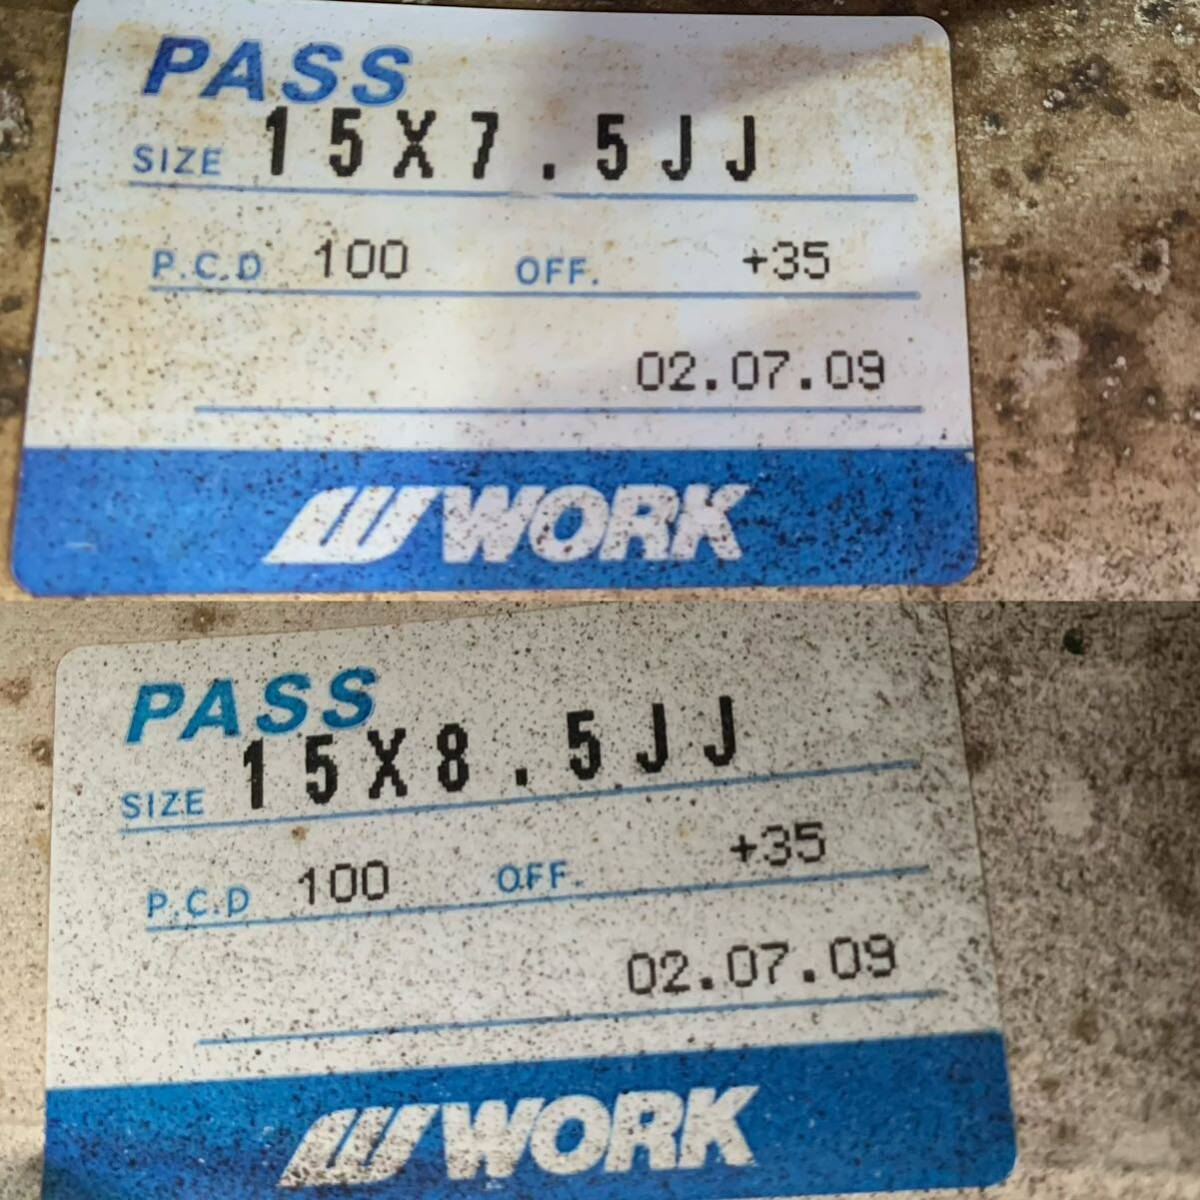 PASS
SIZE 15X7.5JJ
P.C.D 100 OFF. +35
02.07.09
WORK
PASS
SIZE 15X8.5JJ
P.C.D 100 OFF. +35
02.07.09
WORK